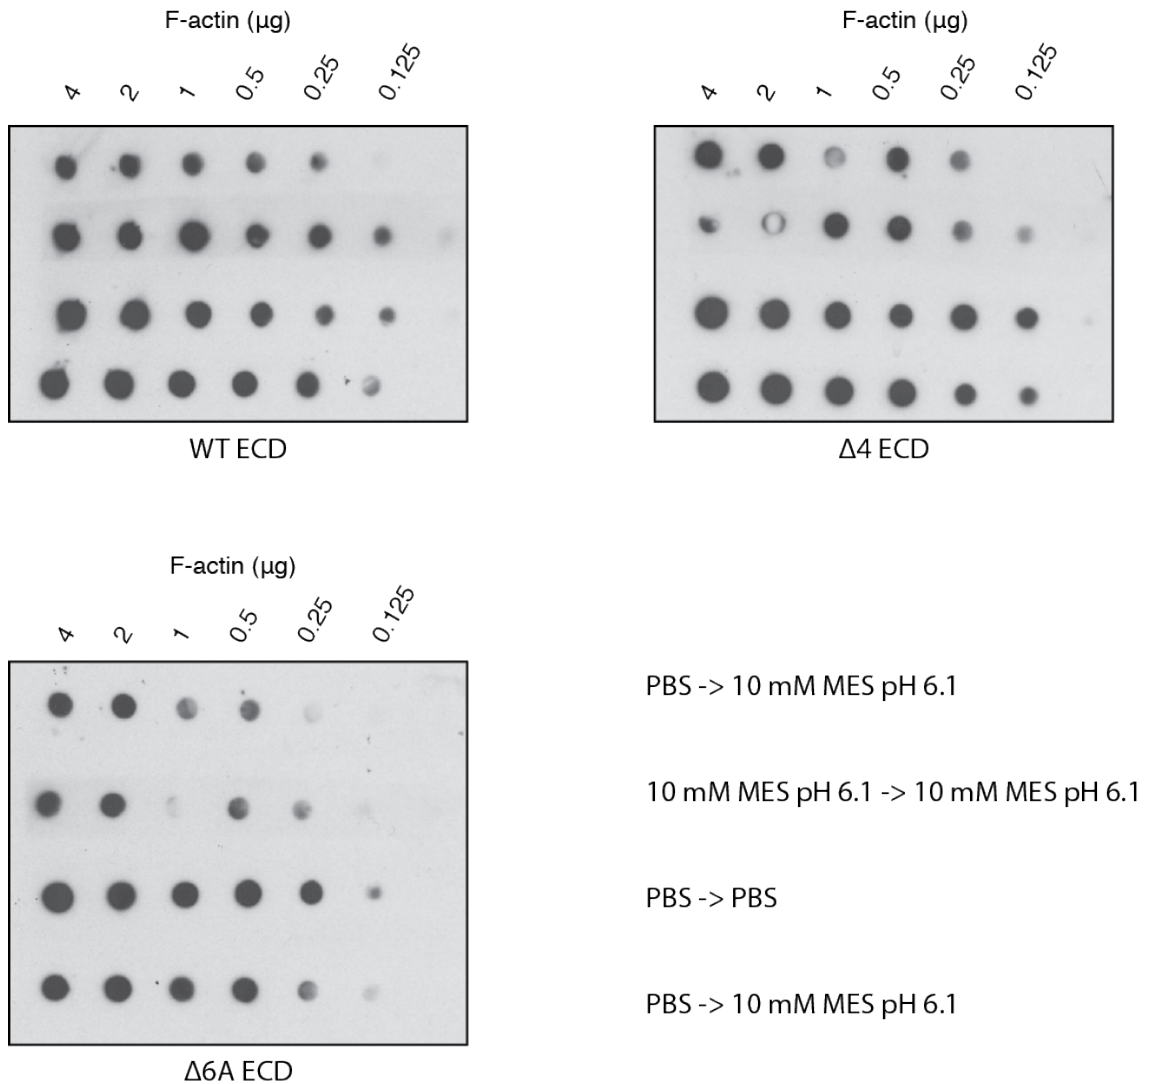 F-actin (µg)
4 2 1 0.5 0.25 0.125
WT ECD
F-actin (µg)
4 2 1 0.5 0.25 0.125
Δ4 ECD
F-actin (µg)
4 2 1 0.5 0.25 0.125
Δ6A ECD
PBS -> 10 mM MES pH 6.1
10 mM MES pH 6.1 -> 10 mM MES pH 6.1
PBS -> PBS
PBS -> 10 mM MES pH 6.1